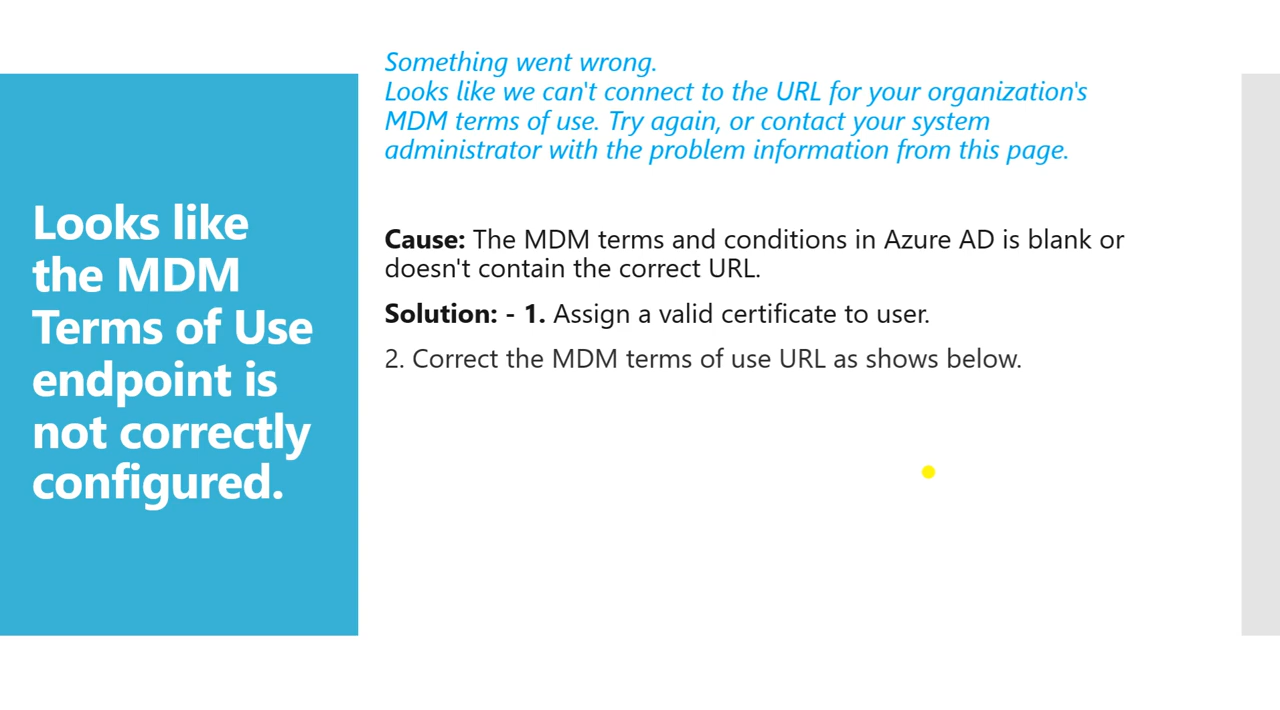 Looks like
the MDM
Terms of Use
endpoint is
not correctly
configured.
Something went wrong.
Looks like we can't connect to the URL for your organization's
MDM terms of use. Try again, or contact your system
administrator with the problem information from this page.
Cause: The MDM terms and conditions in Azure AD is blank or
doesn't contain the correct URL.
Solution: - 1. Assign a valid certificate to user.
2. Correct the MDM terms of use URL as shows below.